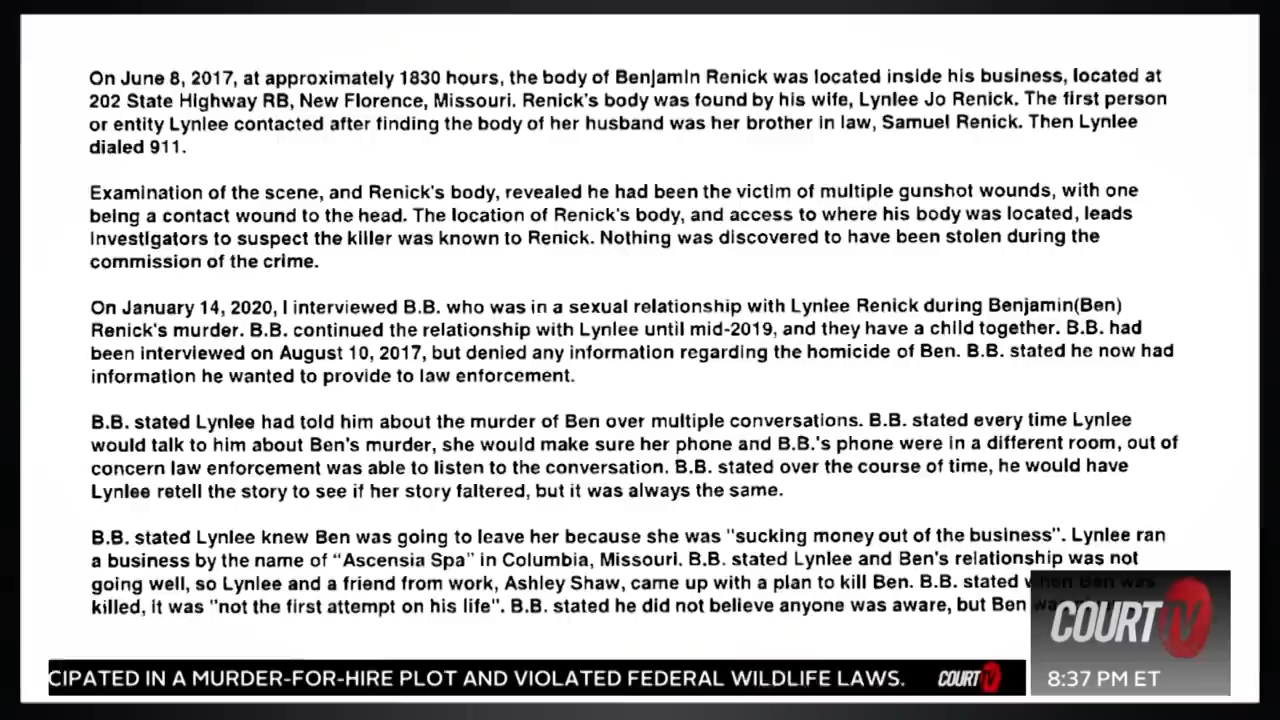 On June 8, 2017, at approximately 1830 hours, the body of Benjamin Renick was located inside his business, located at
202 State Highway RB, New Florence, Missouri. Renick's body was found by his wife, Lynlee Jo Renick. The first person
or entity Lynlee contacted after finding the body of her husband was her brother in law, Samuel Renick. Then Lynlee
dialed 911.
Examination of the scene, and Renick's body, revealed he had been the victim of multiple gunshot wounds, with one
being a contact wound to the head. The location of Renick's body, and access to where his body was located, leads
investigators to suspect the killer was known to Renick. Nothing was discovered to have been stolen during the
commission of the crime.
On January 14, 2020, I interviewed B.B. who was in a sexual relationship with Lynlee Renick during Benjamin(Ben)
Renick's murder. B.B. continued the relationship with Lynlee until mid-2019, and they have a child together. B.B. had
been interviewed on August 10, 2017, but denied any information regarding the homicide of Ben. B.B. stated he now had
information he wanted to provide to law enforcement.
B.B. stated Lynlee had told him about the murder of Ben over multiple conversations. B.B. stated every time Lynlee
would talk to him about Ben's murder, she would make sure her phone and B.B.'s phone were in a different room, out of
concern law enforcement was able to listen to the conversation. B.B. stated over the course of time, he would have
Lynlee retell the story to see if her story faltered, but it was always the same.
B.B. stated Lynlee knew Ben was going to leave her because she was "sucking money out of the business". Lynlee ran
a business by the name of "Ascensia Spa" in Columbia, Missouri. B.B. stated Lynlee and Ben's relationship was not
going well, so Lynlee and a friend from work, Ashley Shaw, came up with a plan to kill Ben. B.B. stated when Ben was
killed, it was "not the first attempt on his life". B.B. stated he did not believe anyone was aware, but Ben
COURT TV
CIPATED IN A MURDER-FOR-HIRE PLOT AND VIOLATED FEDERAL WILDLIFE LAWS. COURT TV
8:37 PM ET